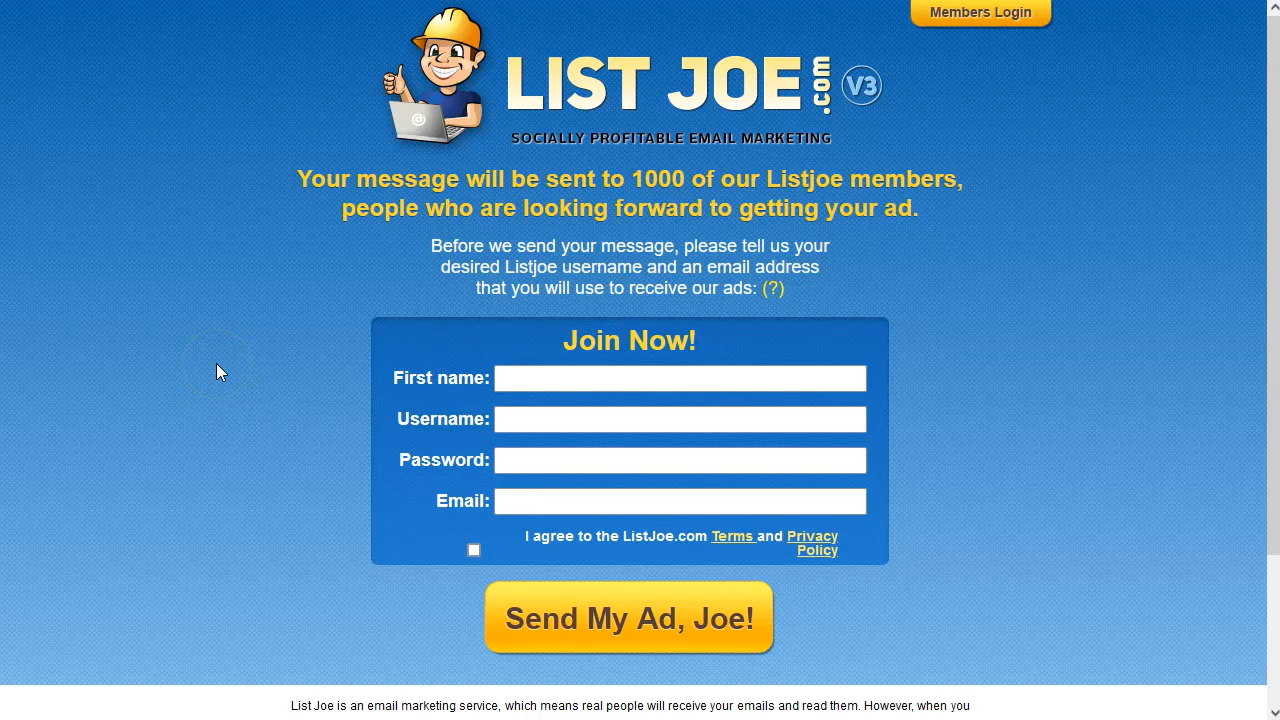 Members Login
LIST JOE.com V3
SOCIALLY PROFITABLE EMAIL MARKETING
Your message will be sent to 1000 of our Listjoe members,
people who are looking forward to getting your ad.
Before we send your message, please tell us your
desired Listjoe username and an email address
that you will use to receive our ads: (?)
Join Now!
First name:
Username:
Password:
Email:
I agree to the ListJoe.com Terms and Privacy
Policy
Send My Ad, Joe!
List Joe is an email marketing service, which means real people will receive your emails and read them. However, when you